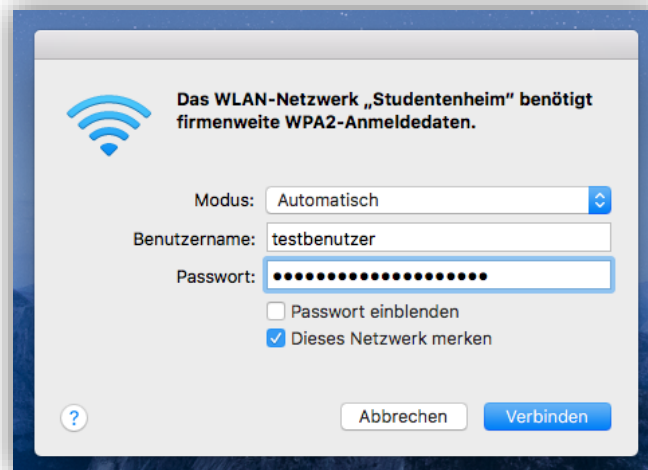 Das WLAN-Netzwerk „Studentenheim" benötigt
firmenweite WPA2-Anmeldedaten.
Modus: Automatisch
Benutzername: testbenutzer
Passwort: ••••••••••••••••••••
Passwort einblenden
Dieses Netzwerk merken
? Abbrechen Verbinden